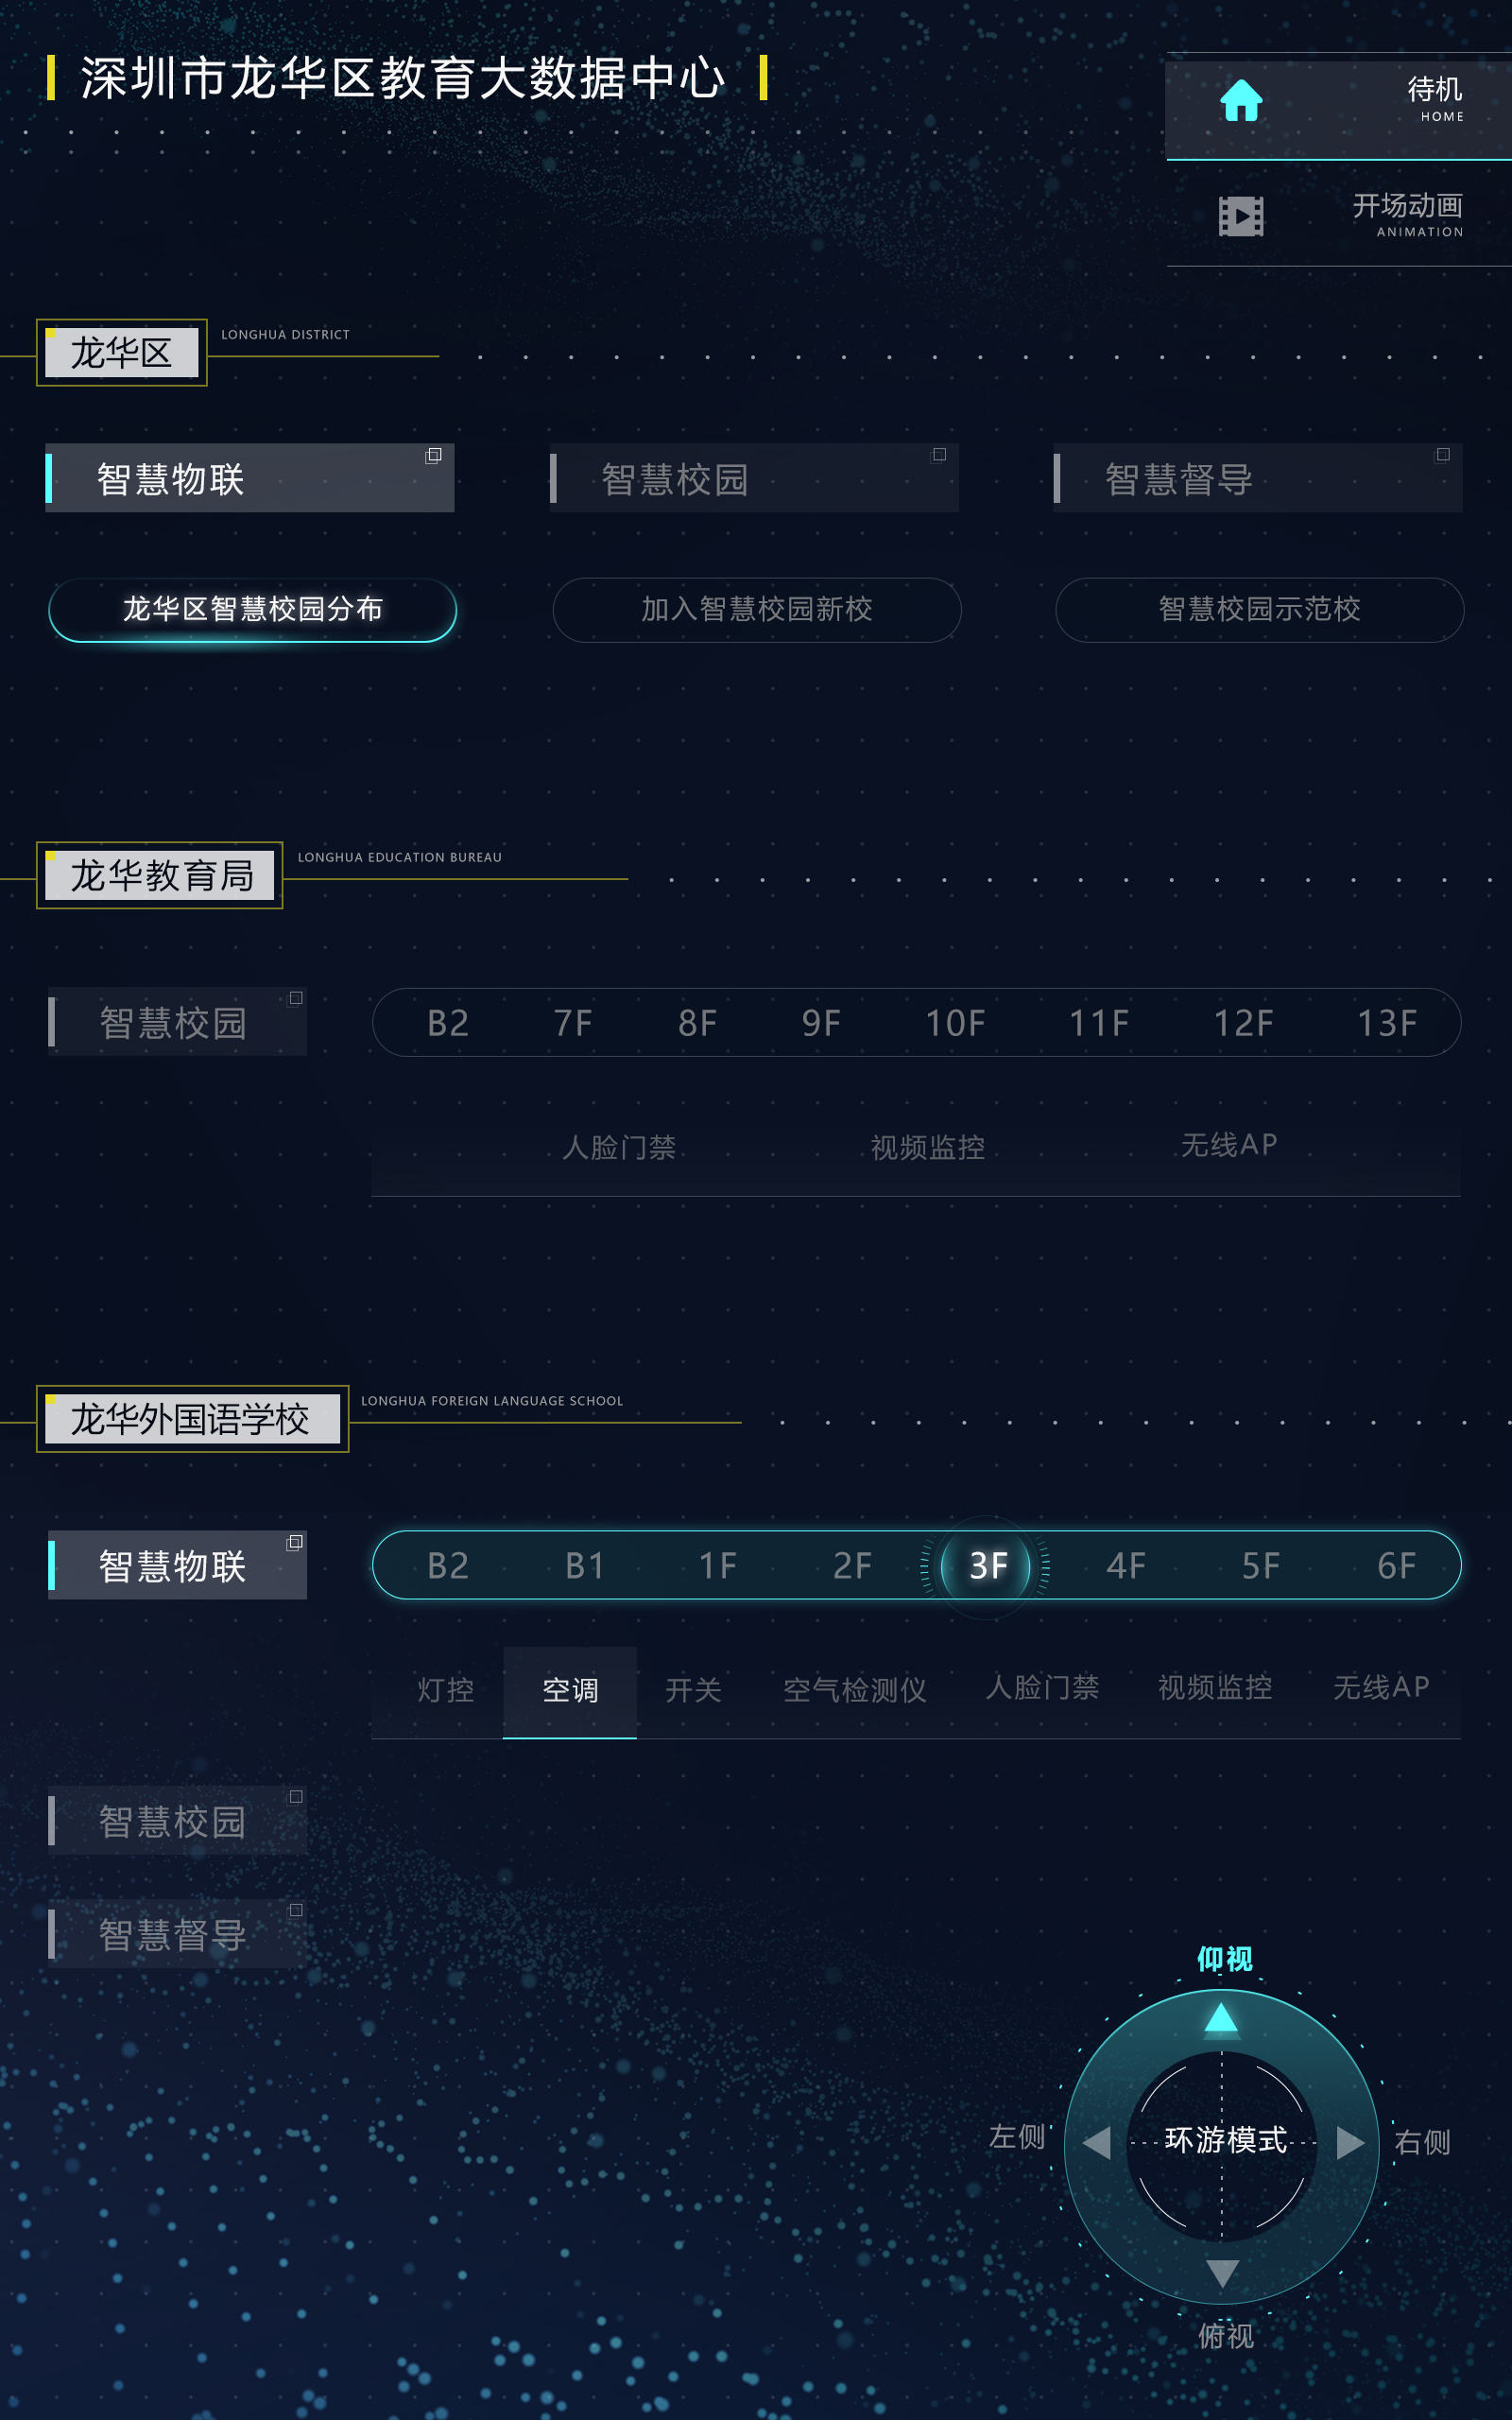 深圳市龙华区教育大数据中心
待机
HOME
开场动画
ANIMATION
龙华区
LONGHUA DISTRICT
智慧物联
智慧校园
智慧督导
龙华区智慧校园分布
加入智慧校园新校
智慧校园示范校
龙华教育局
LONGHUA EDUCATION BUREAU
智慧校园
B2 7F 8F 9F 10F 11F 12F 13F
人脸门禁 视频监控 无线AP
龙华外国语学校
LONGHUA FOREIGN LANGUAGE SCHOOL
智慧物联
B2 B1 1F 2F 3F 4F 5F 6F
灯控 空调 开关 空气检测仪 人脸门禁 视频监控 无线AP
智慧校园
智慧督导
仰视
左侧
环游模式
右侧
俯视